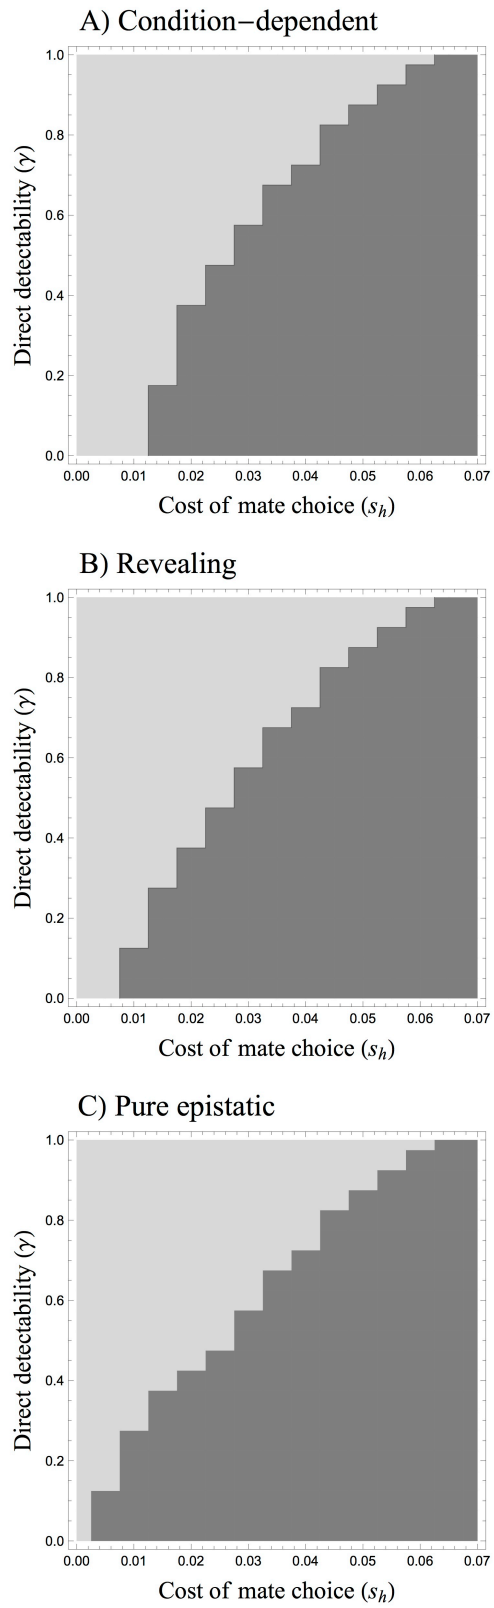 A) Condition−dependent
1.0
0.8
0.6
0.4
0.2
0.0
Direct detectability (γ)
0.00 0.01 0.02 0.03 0.04 0.05 0.06 0.07
Cost of mate choice (sₕ)
B) Revealing
1.0
0.8
0.6
0.4
0.2
0.0
Direct detectability (γ)
0.00 0.01 0.02 0.03 0.04 0.05 0.06 0.07
Cost of mate choice (sₕ)
C) Pure epistatic
1.0
0.8
0.6
0.4
0.2
0.0
Direct detectability (γ)
0.00 0.01 0.02 0.03 0.04 0.05 0.06 0.07
Cost of mate choice (sₕ)